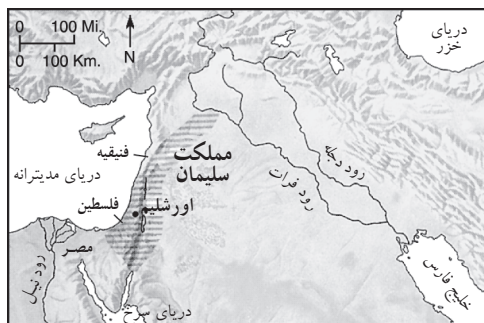 0 100 Mi
0 100 Km.
N
دریای
خزر
فنیقیه
مملکت
سلیمان
دریای مدیترانه
رود دجله
رود فرات
فلسطین
اورشلیم
مصر
رود نیل
خلیج فارس
دریای سرخ